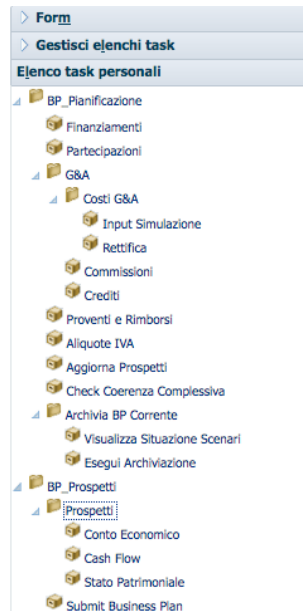 Form
Gestisci elenchi task
Elenco task personali
BP_Pianificazione
Finanziamenti
Partecipazioni
G&A
Costi G&A
Input Simulazione
Rettifica
Commissioni
Crediti
Proventi e Rimborsi
Aliquote IVA
Aggiorna Prospetti
Check Coerenza Complessiva
Archivia BP Corrente
Visualizza Situazione Scenari
Esegui Archiviazione
BP_Prospetti
Prospetti
Conto Economico
Cash Flow
Stato Patrimoniale
Submit Business Plan